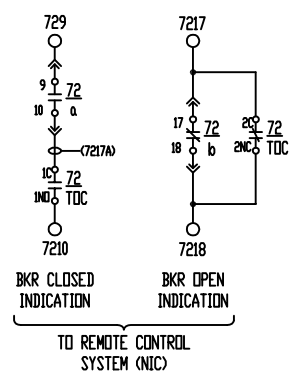 729
7217
9
72
a
10
17
72
b
18
2C
72
TOC
2NC
(7217A)
1C
72
TOC
1NO
7210
7218
BKR CLOSED
INDICATION
BKR OPEN
INDICATION
TO REMOTE CONTROL
SYSTEM (NIC)